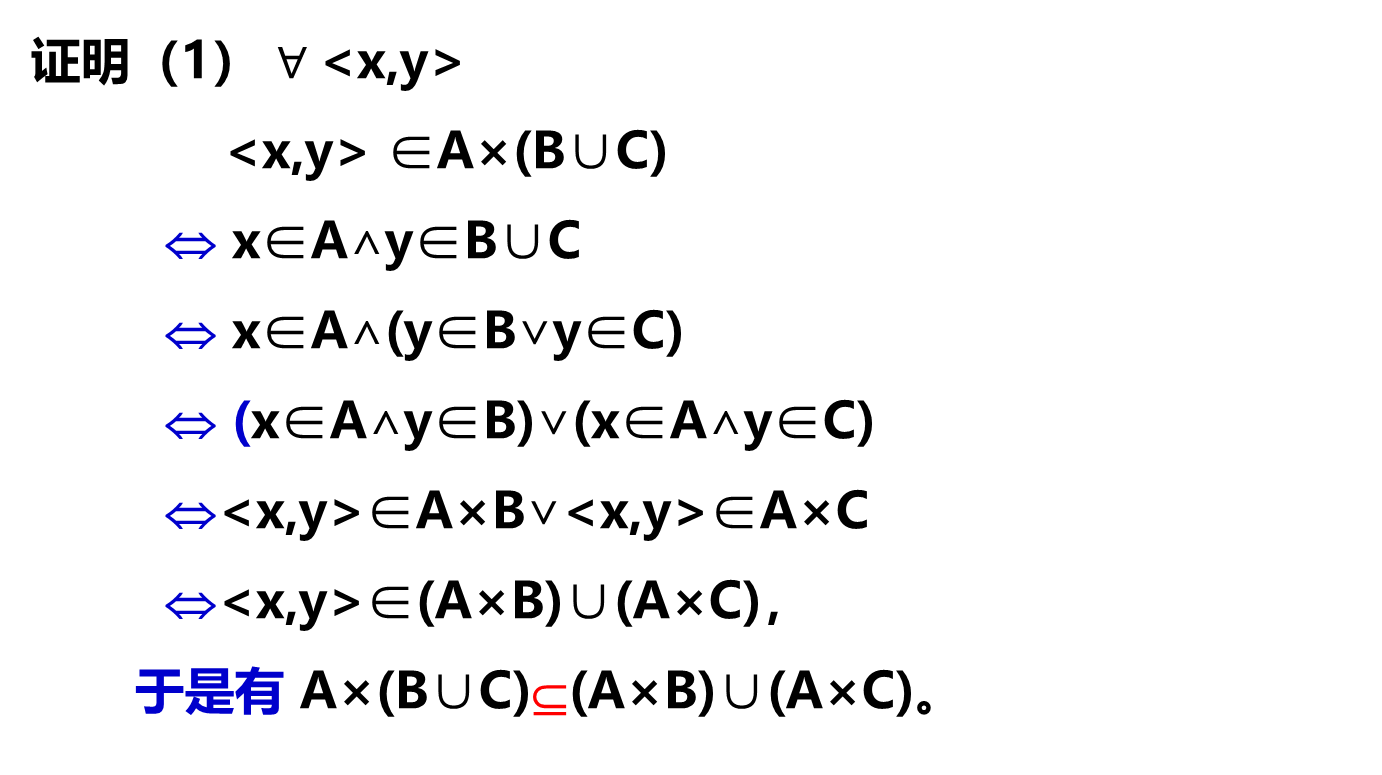 证明（1） ∀ <x,y>
<x,y> ∈A×(B∪C)
⇔ x∈A∧y∈B∪C
⇔ x∈A∧(y∈B∨y∈C)
⇔ (x∈A∧y∈B)∨(x∈A∧y∈C)
⇔<x,y>∈A×B∨<x,y>∈A×C
⇔<x,y>∈(A×B)∪(A×C),
于是有 A×(B∪C)⊆(A×B)∪(A×C)。